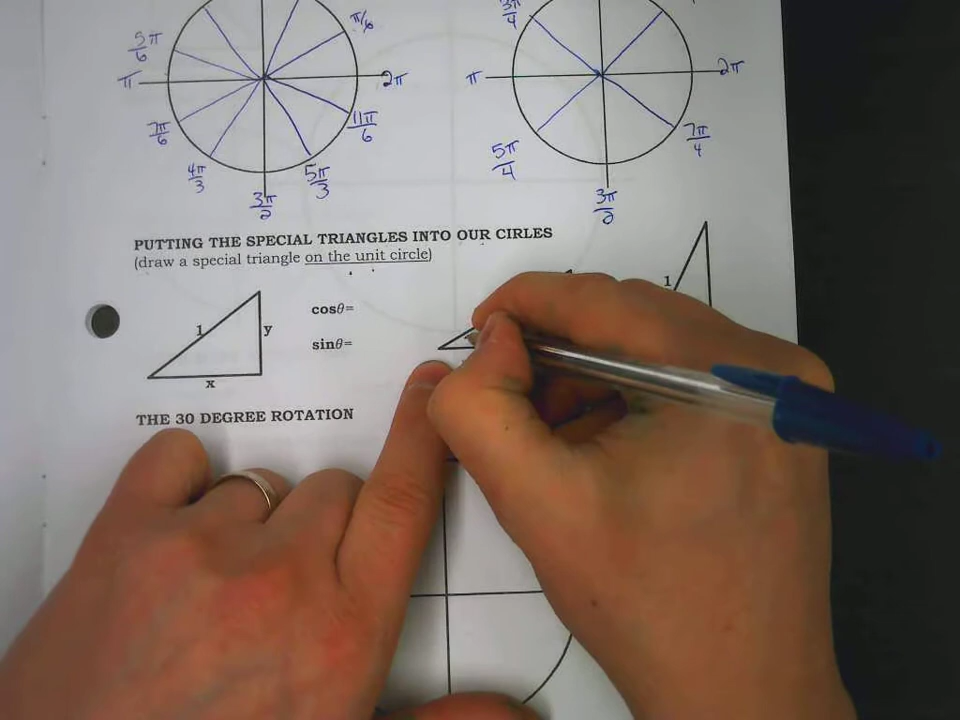 3π/4
π/6
5/6 π
π
2π
π
2π
7π/6
11π/6
5π/4
7π/4
4π/3
5π/3
3π/2
3π/2
PUTTING THE SPECIAL TRIANGLES INTO OUR CIRLES
(draw a special triangle on the unit circle)
1
cosθ=
1
y
sinθ=
x
THE 30 DEGREE ROTATION